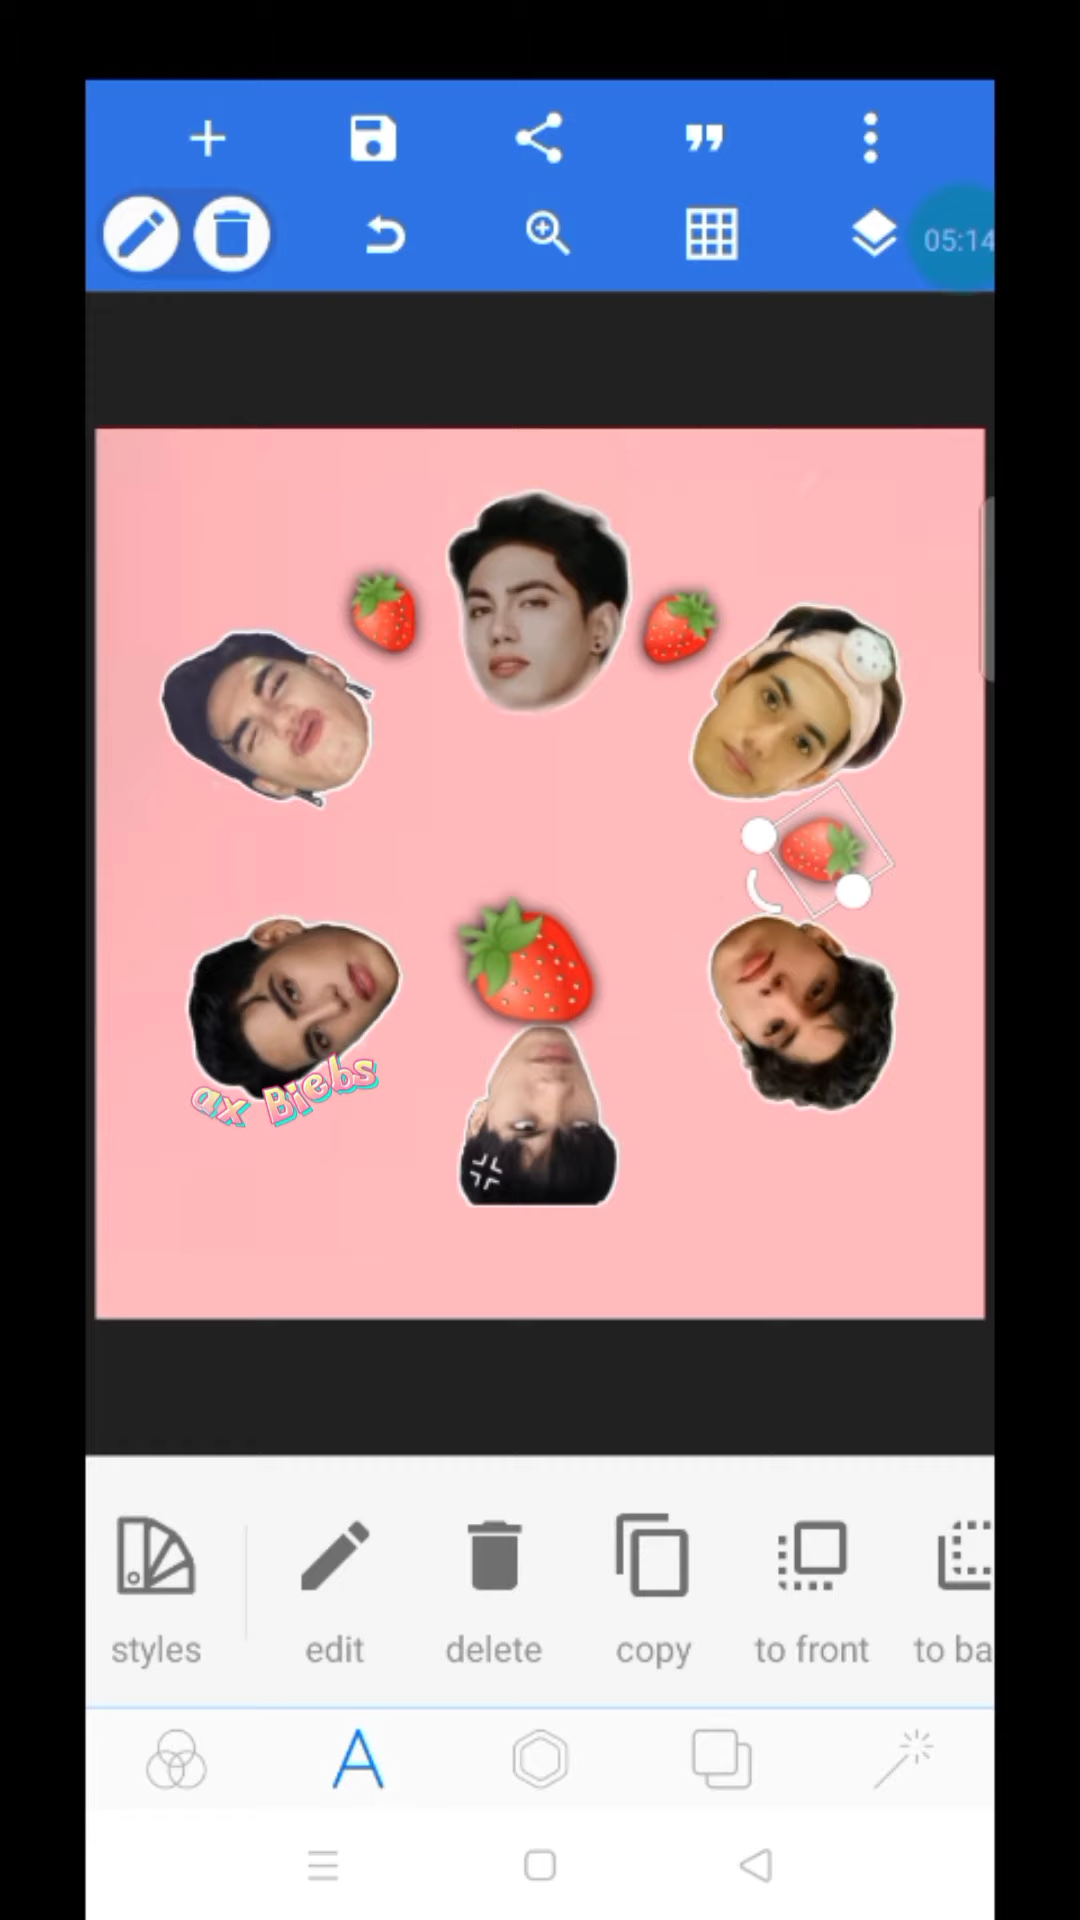 05:14
ax Biebs
styles
edit
delete
copy
to front
to ba